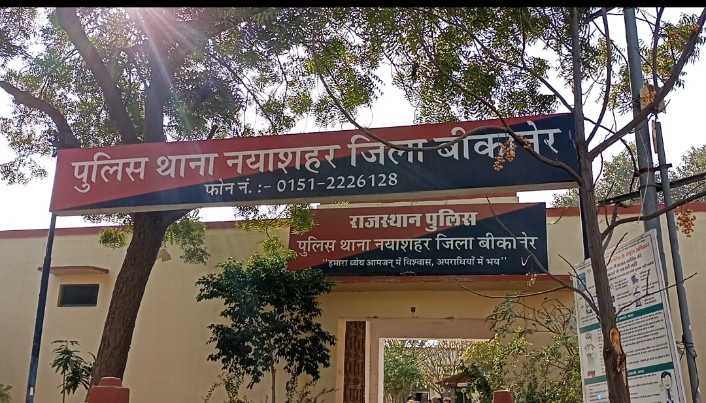 पुलिस थाना नयाशहर जिला बीकानेर
फोन नं. :- 0151-2226128
राजस्थान पुलिस
पुलिस थाना नयाशहर जिला बीकानेर
"हमारा ध्येय आमजन में विश्वास, अपराधियों में भय"